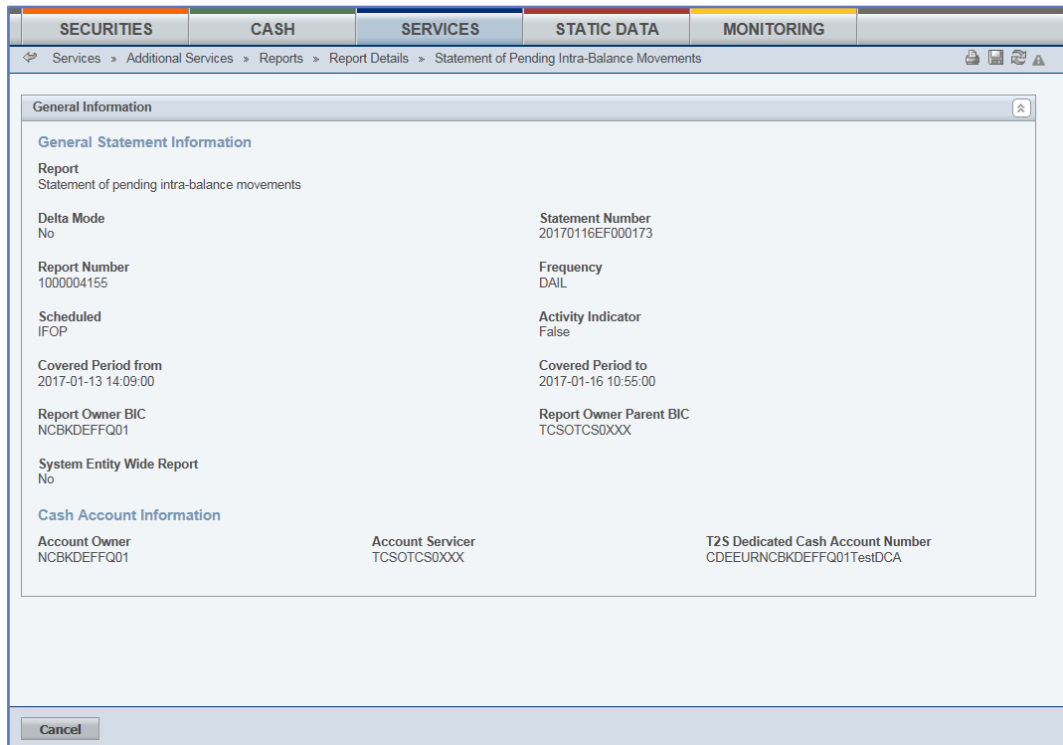 SECURITIES CASH SERVICES STATIC DATA MONITORING
Services » Additional Services » Reports » Report Details » Statement of Pending Intra-Balance Movements
General Information
General Statement Information
Report
Statement of pending intra-balance movements
Delta Mode Statement Number
No 20170116EF000173
Report Number Frequency
1000004155 DAIL
Scheduled Activity Indicator
IFOP False
Covered Period from Covered Period to
2017-01-13 14:09:00 2017-01-16 10:55:00
Report Owner BIC Report Owner Parent BIC
NCBKDEFFQ01 TCSOTCS0XXX
System Entity Wide Report
No
Cash Account Information
Account Owner Account Servicer T2S Dedicated Cash Account Number
NCBKDEFFQ01 TCSOTCS0XXX CDEEURNCBKDEFFQ01TestDCA
Cancel